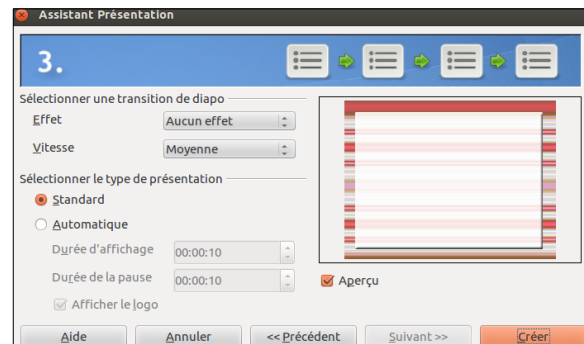 Assistant Présentation
3.
Sélectionner une transition de diapo
Effet Aucun effet
Vitesse Moyenne
Sélectionner le type de présentation
Standard
Automatique
Durée d'affichage 00:00:10
Durée de la pause 00:00:10
Aperçu
Afficher le logo
Aide Annuler << Précédent Suivant >> Créer